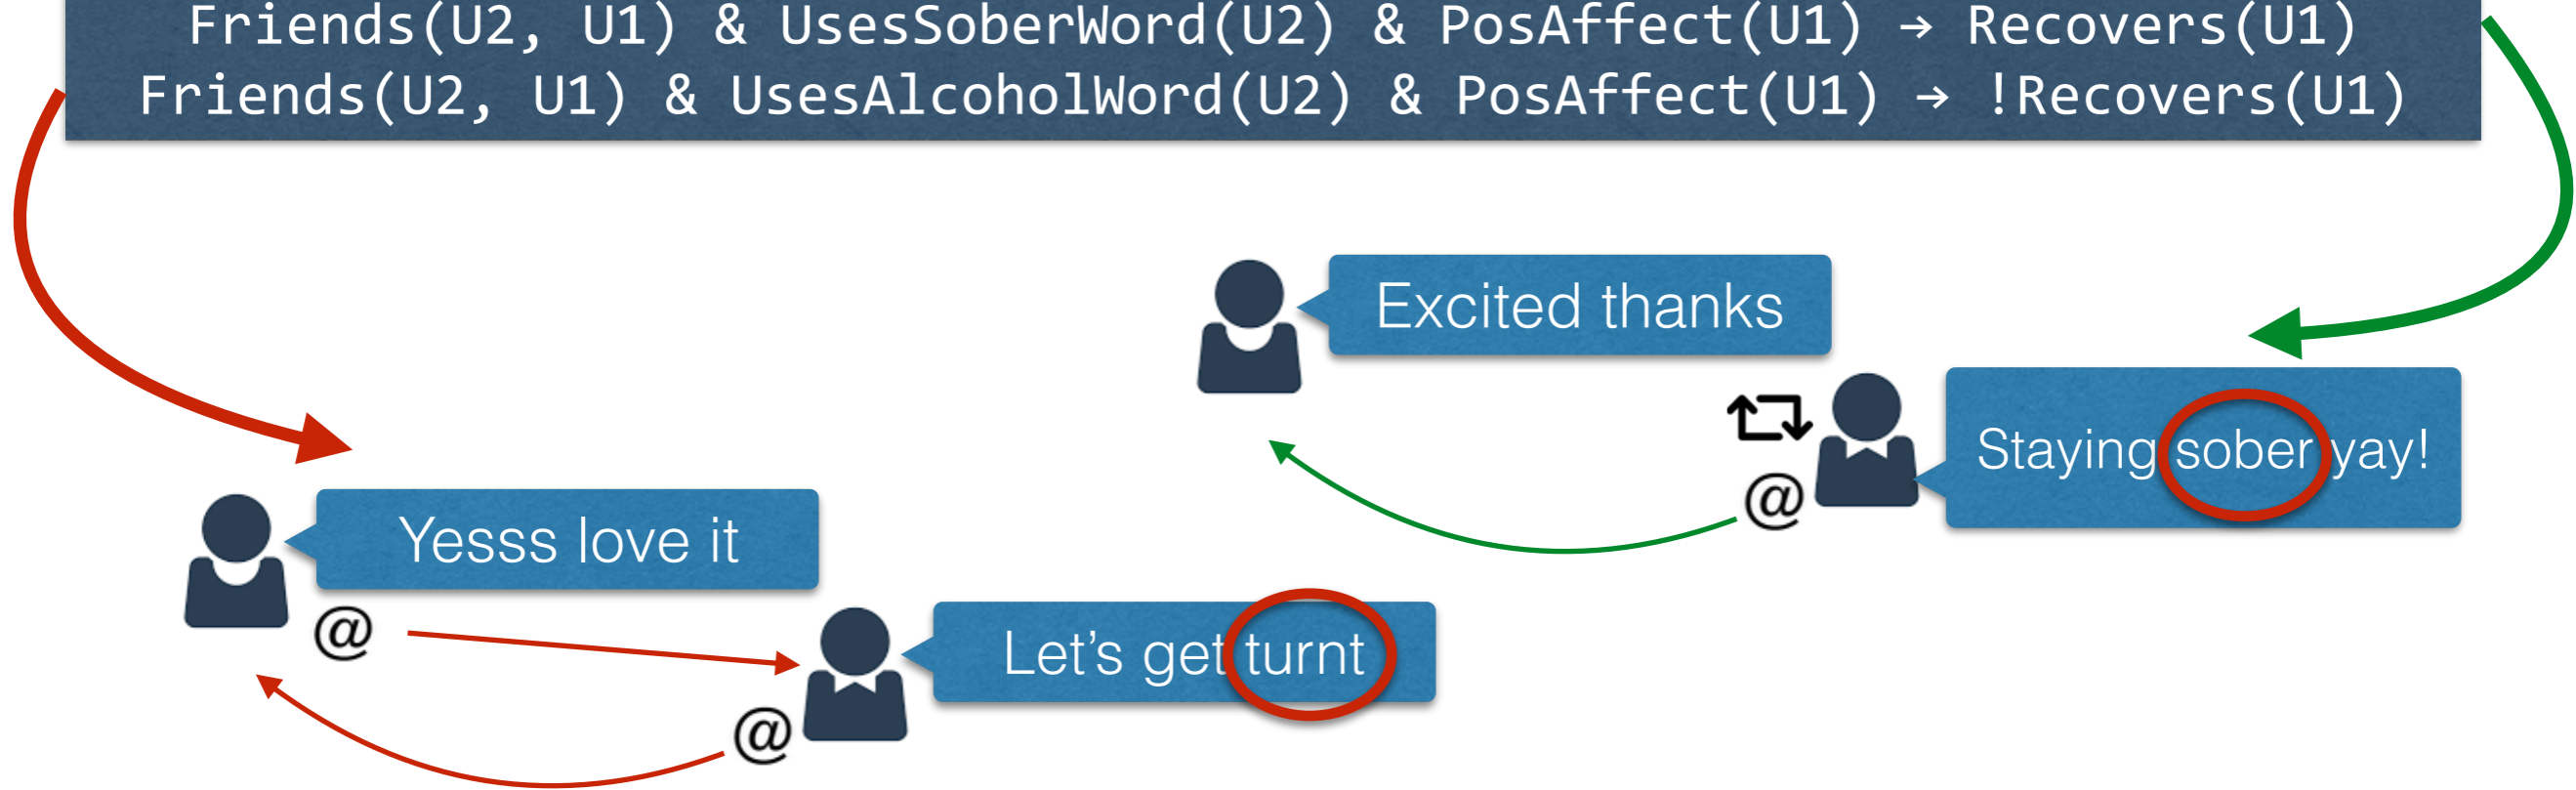 Friends(U2, U1) & UsesSoberWord(U2) & PosAffect(U1) → Recovers(U1)
Friends(U2, U1) & UsesAlcoholWord(U2) & PosAffect(U1) → !Recovers(U1)
Excited thanks
Staying sober yay!
@
Yesss love it
@
Let's get turnt
@